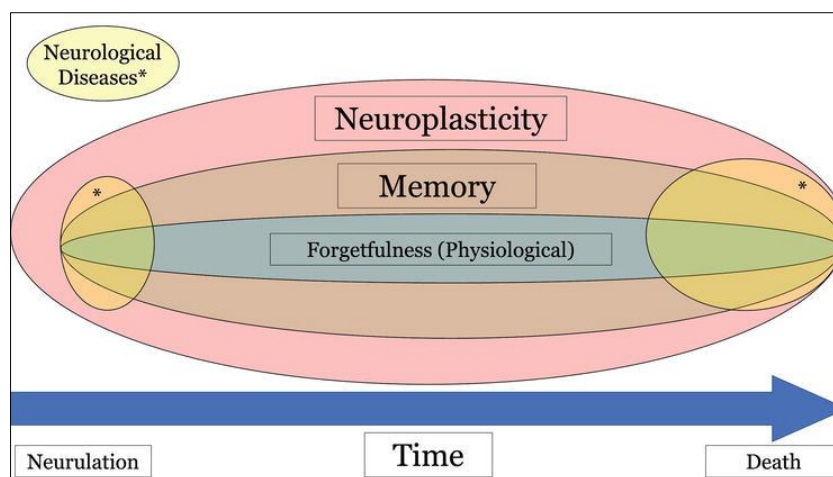 Neurological
Diseases*
Neuroplasticity
*
*
Memory
Forgetfulness (Physiological)
Neurulation
Time
Death